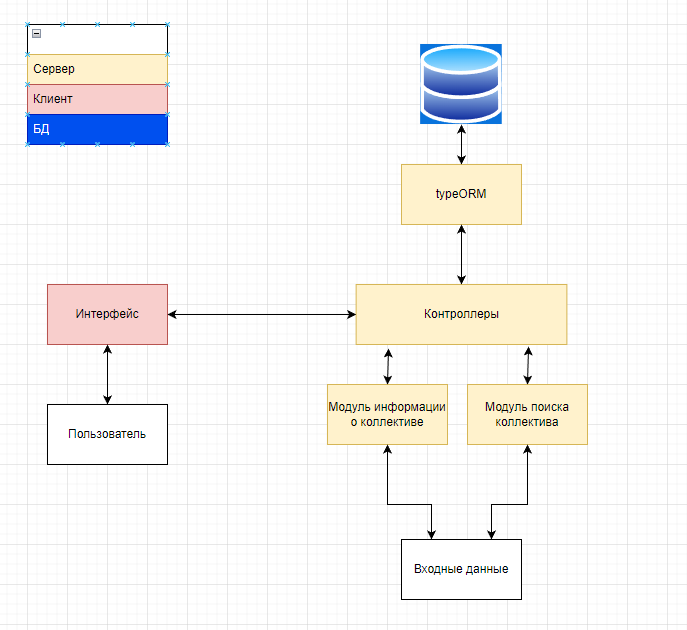 Сервер
Клиент
БД
typeORM
Интерфейс
Контроллеры
Модуль информации
о коллективе
Модуль поиска
коллектива
Пользователь
Входные данные